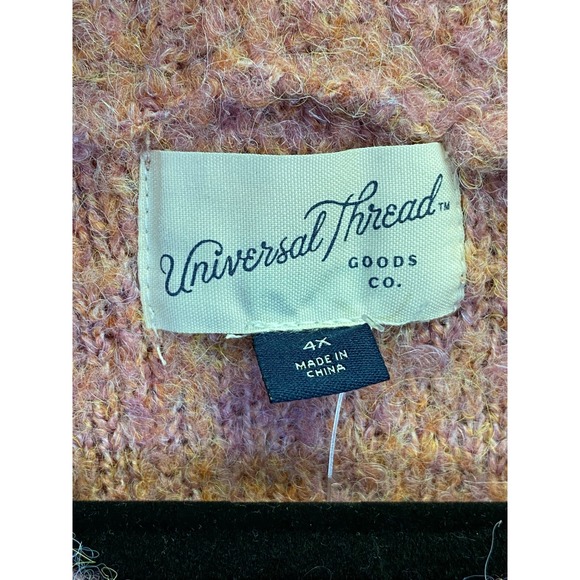 Universal Thread™
GOODS
CO.
4X
MADE IN
CHINA